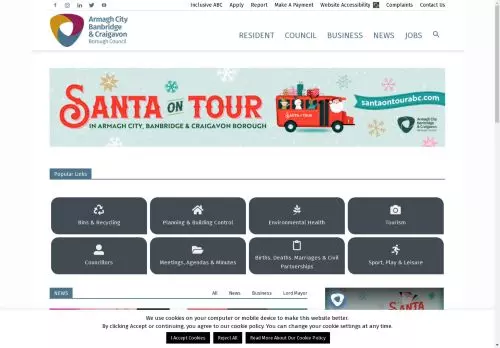 Inclusive ABC Apply Report Make A Payment Website Accessibility Complaints Contact Us
Armagh City
Banbridge
& Craigavon
Borough Council
RESIDENT COUNCIL BUSINESS NEWS JOBS
SANTA ON TOUR
IN ARMAGH CITY, BANBRIDGE & CRAIGAVON BOROUGH
SANTA TOUR
santaontourabc.com
Armagh City
Banbridge
& Craigavon
Popular Links
Bins & Recycling
Planning & Building Control
Environmental Health
Tourism
Councillors
Meetings, Agendas & Minutes
Births, Deaths, Marriages & Civil
Partnerships
Sport, Play & Leisure
NEWS
All News Business Lord Mayor
SANTA
We use cookies on your computer or mobile device to make this website better.
By clicking Accept or continuing, you agree to our cookie policy. You can change your cookie settings at any time.
I Accept Cookies Reject All Read More About Our Cookie Policy